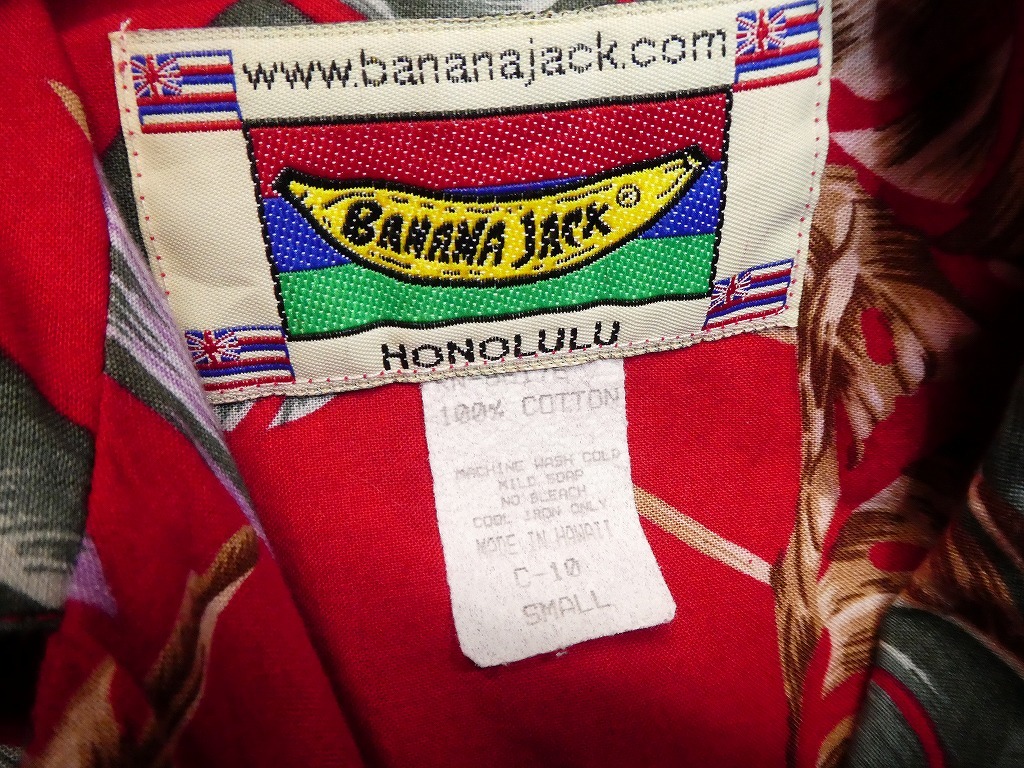 www.bananajack.com
BANANA JACK
HONOLULU
100% COTTON
MACHINE WASH COLD
MILD SOAP
NO BLEACH
COOL IRON ONLY
MADE IN HAWAII
C-10
SMALL